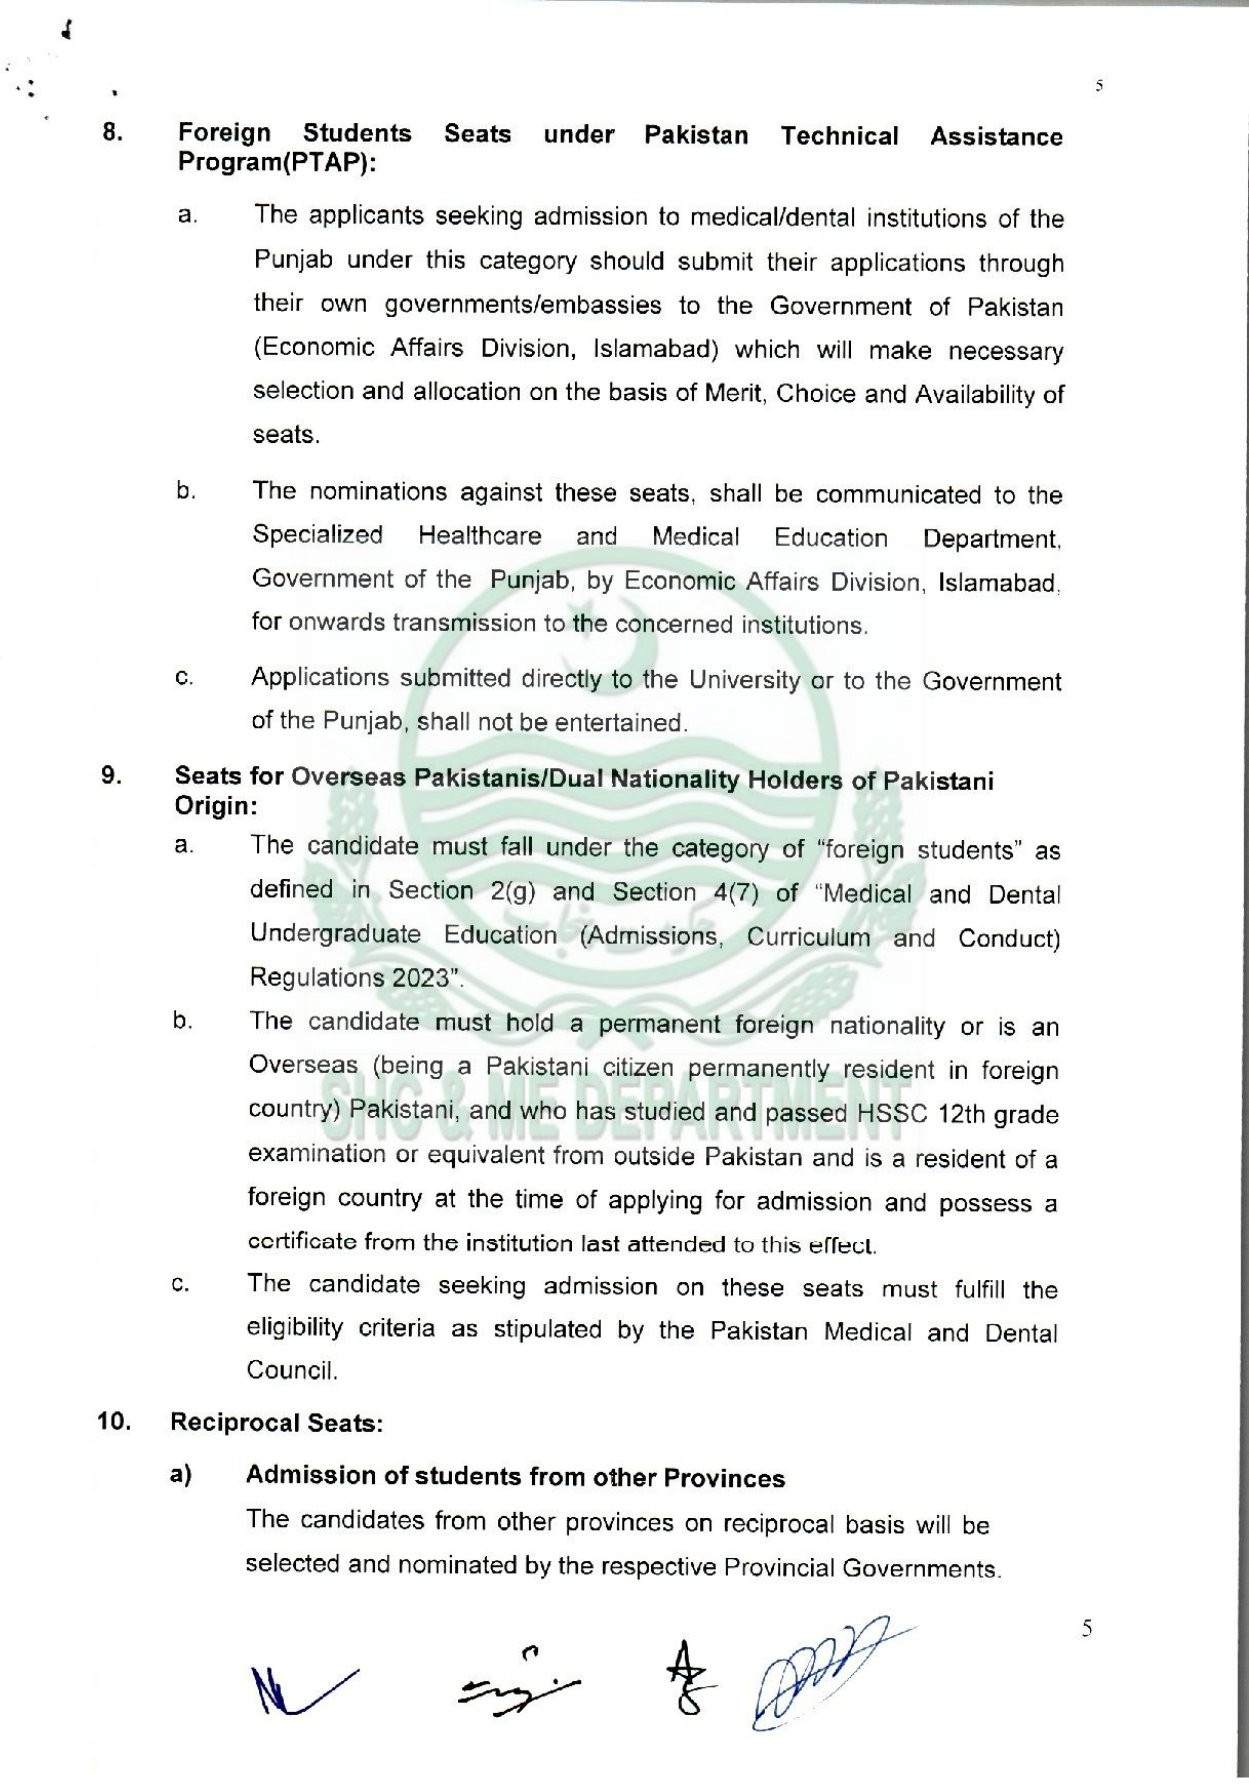 5
8. Foreign Students Seats under Pakistan Technical Assistance
Program(PTAP):
a. The applicants seeking admission to medical/dental institutions of the
Punjab under this category should submit their applications through
their own governments/embassies to the Government of Pakistan
(Economic Affairs Division, Islamabad) which will make necessary
selection and allocation on the basis of Merit, Choice and Availability of
seats.
b. The nominations against these seats, shall be communicated to the
Specialized Healthcare and Medical Education Department,
Government of the Punjab, by Economic Affairs Division, Islamabad,
for onwards transmission to the concerned institutions.
c. Applications submitted directly to the University or to the Government
of the Punjab, shall not be entertained.
9. Seats for Overseas Pakistanis/Dual Nationality Holders of Pakistani
Origin:
a. The candidate must fall under the category of “foreign students” as
defined in Section 2(g) and Section 4(7) of “Medical and Dental
Undergraduate Education (Admissions, Curriculum and Conduct)
Regulations 2023”.
b. The candidate must hold a permanent foreign nationality or is an
Overseas (being a Pakistani citizen permanently resident in foreign
country) Pakistani, and who has studied and passed HSSC 12th grade
examination or equivalent from outside Pakistan and is a resident of a
foreign country at the time of applying for admission and possess a
certificate from the institution last attended to this effect.
c. The candidate seeking admission on these seats must fulfill the
eligibility criteria as stipulated by the Pakistan Medical and Dental
Council.
10. Reciprocal Seats:
a) Admission of students from other Provinces
The candidates from other provinces on reciprocal basis will be
selected and nominated by the respective Provincial Governments.
5
حکومت پنجاب
SHC & ME DEPARTMENT